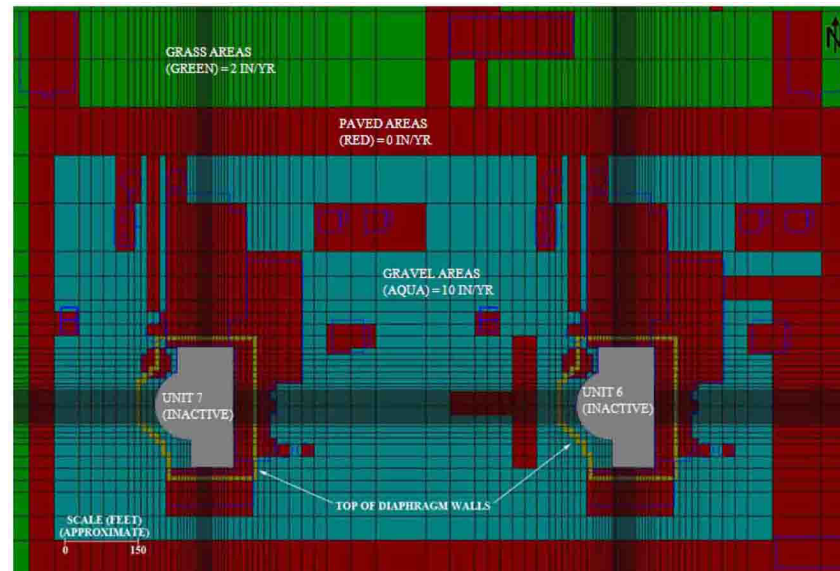 N
GRASS AREAS
(GREEN) = 2 IN/YR
PAVED AREAS
(RED) = 0 IN/YR
GRAVEL AREAS
(AQUA) = 10 IN/YR
UNIT 7
(INACTIVE)
UNIT 6
(INACTIVE)
TOP OF DIAPHRAGM WALLS
SCALE (FEET)
(APPROXIMATE)
0 150